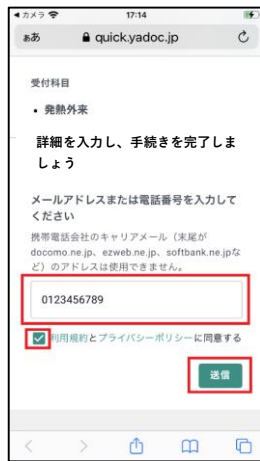 カメラ 17:14
ぁあ quick.yadoc.jp
受付科目
• 発熱外来
詳細を入力し、手続きを完了しま
しょう
メールアドレスまたは電話番号を入力して
ください
携帯電話会社のキャリアメール（末尾が
docomo.ne.jp、ezweb.ne.jp、softbank.ne.jpな
ど）のアドレスは使用できません。
0123456789
利用規約とプライバシーポリシーに同意する
送信